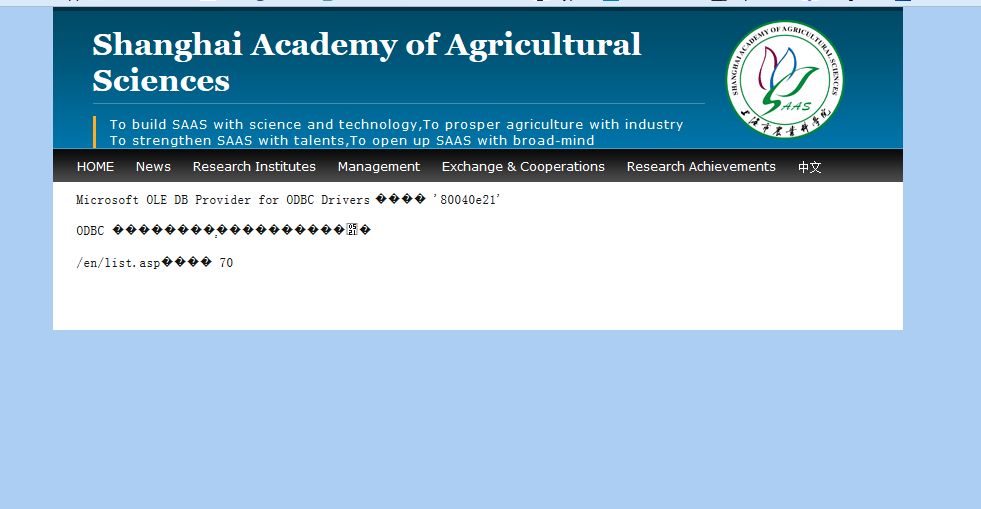 Shanghai Academy of Agricultural
Sciences
SHANGHAI ACADEMY OF AGRICULTURAL SCIENCES
SAAS
上海市农业科学院
To build SAAS with science and technology,To prosper agriculture with industry
To strengthen SAAS with talents,To open up SAAS with broad-mind
HOME News Research Institutes Management Exchange & Cooperations Research Achievements 中文
Microsoft OLE DB Provider for ODBC Drivers ���� '80040e21'
ODBC
/en/list.asp���� 70